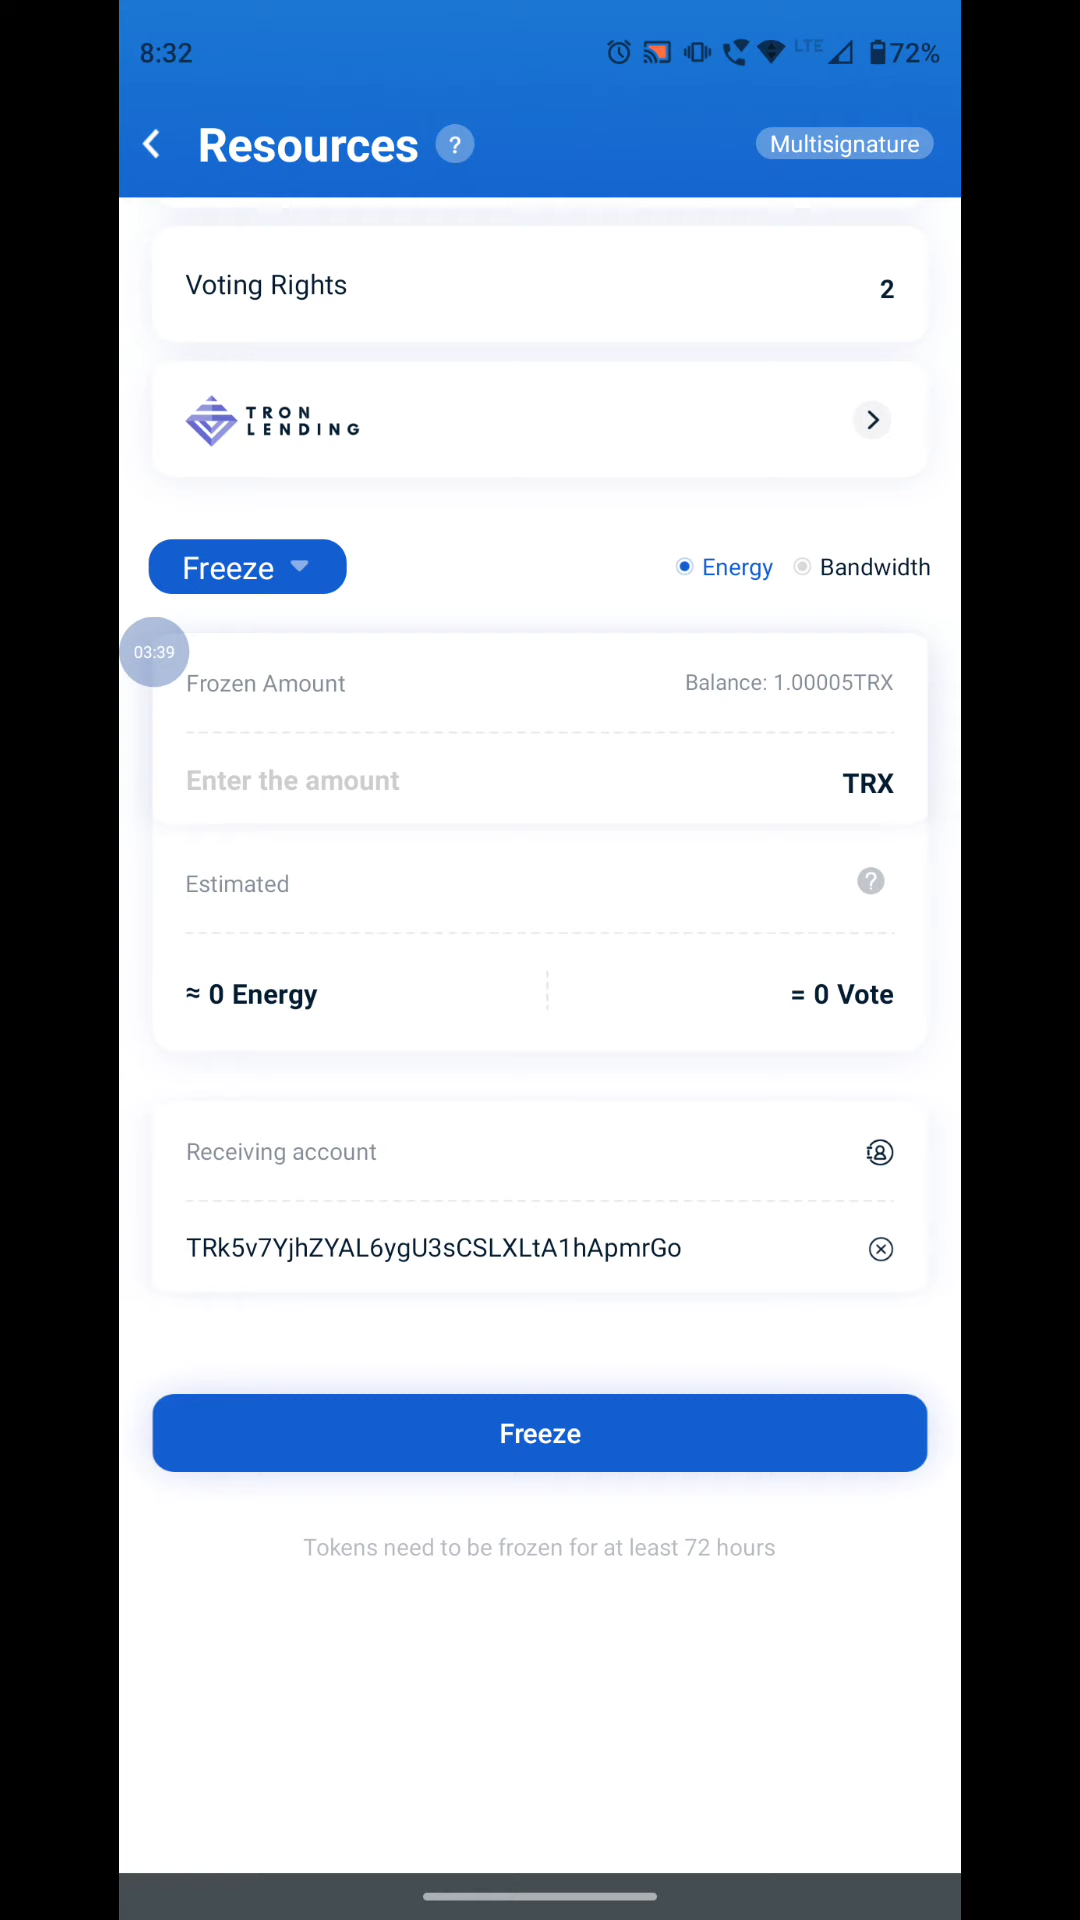 8:32
LTE
72%
Resources ?
Multisignature
Voting Rights
2
TRON
LENDING
Freeze
Energy
Bandwidth
03:39
Frozen Amount
Balance: 1.00005TRX
Enter the amount
TRX
Estimated
?
≈ 0 Energy
= 0 Vote
Receiving account
TRk5v7YjhZYAL6ygU3sCSLXLtA1hApmrGo
Freeze
Tokens need to be frozen for at least 72 hours